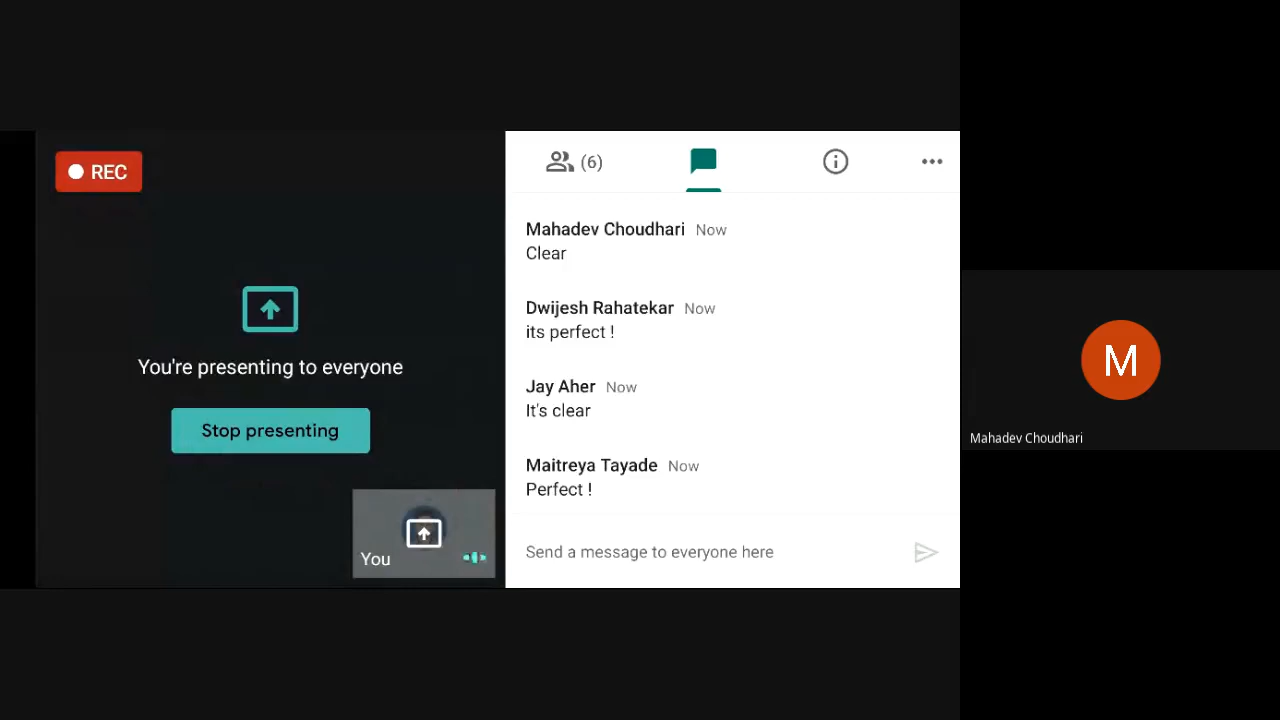 REC
You're presenting to everyone
Stop presenting
You
(6)
Mahadev Choudhari Now
Clear
Dwijesh Rahatekar Now
its perfect !
Jay Aher Now
It's clear
Maitreya Tayade Now
Perfect !
Send a message to everyone here
M
Mahadev Choudhari